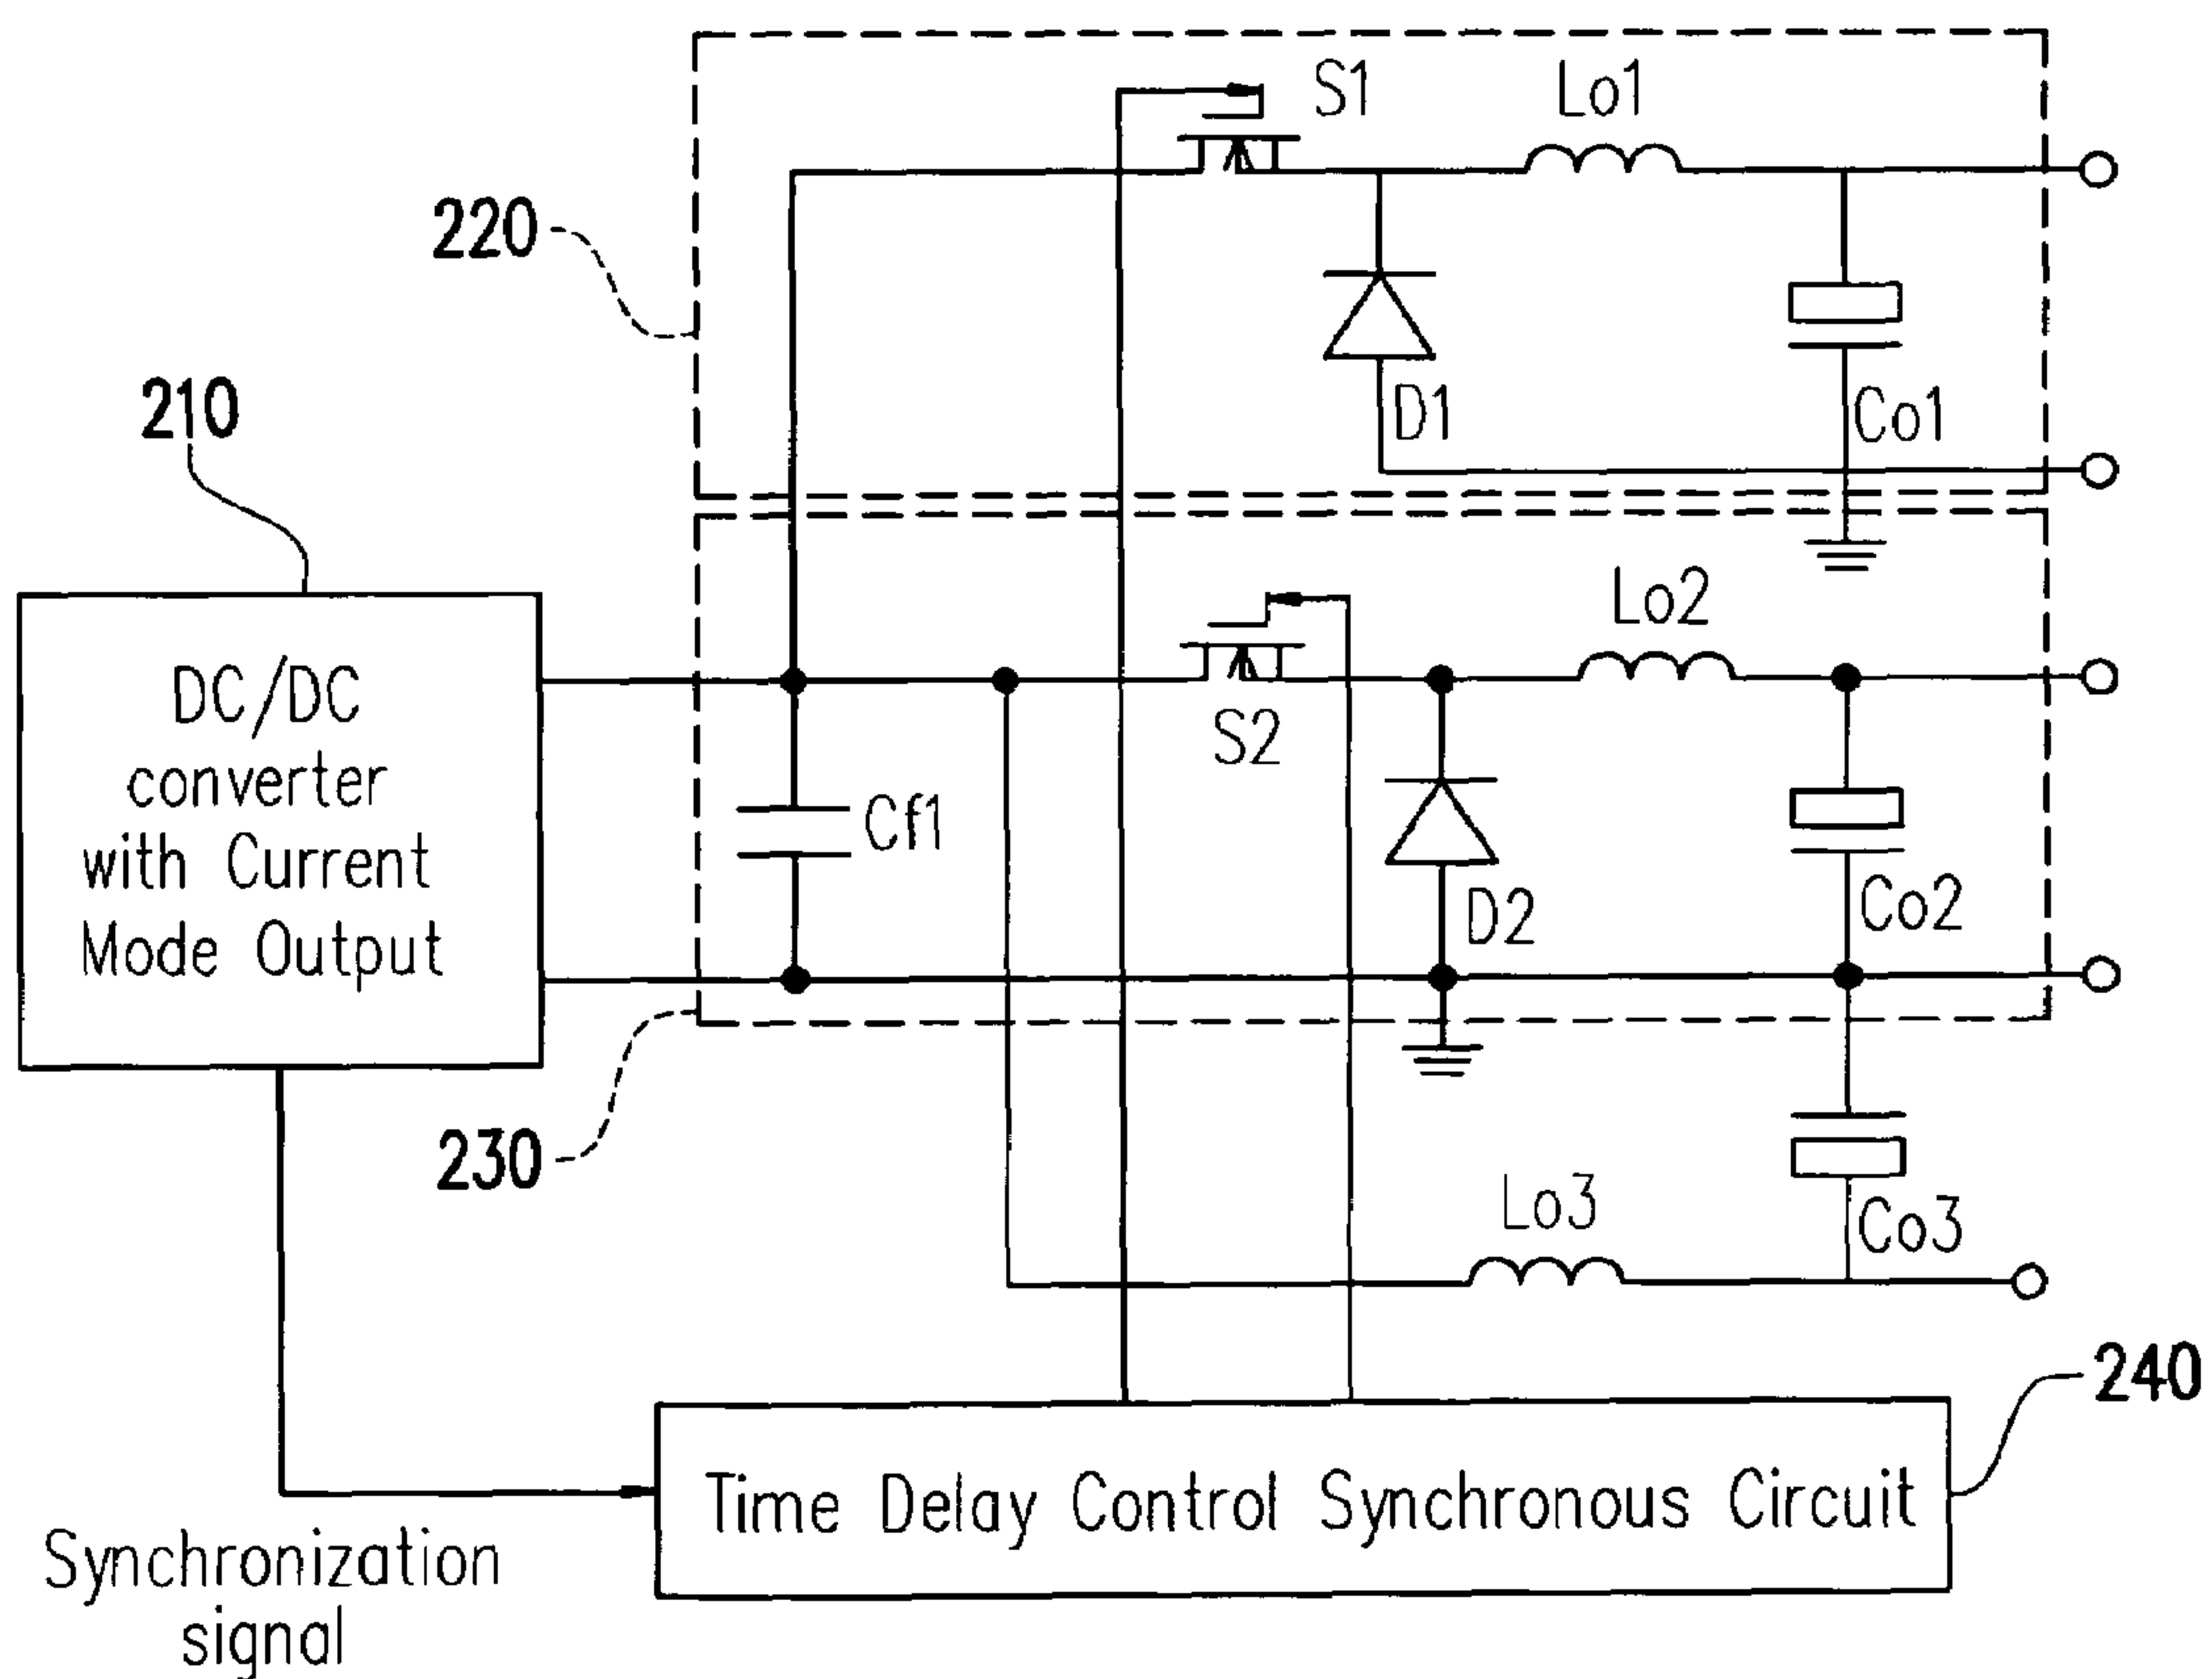 S1
Lo1
220
D1
Co1
210
Lo2
DC/DC
converter
with Current
Mode Output
S2
Cf1
D2
Co2
230
Lo3
Co3
240
Time Delay Control Synchronous Circuit
Synchronization
signal